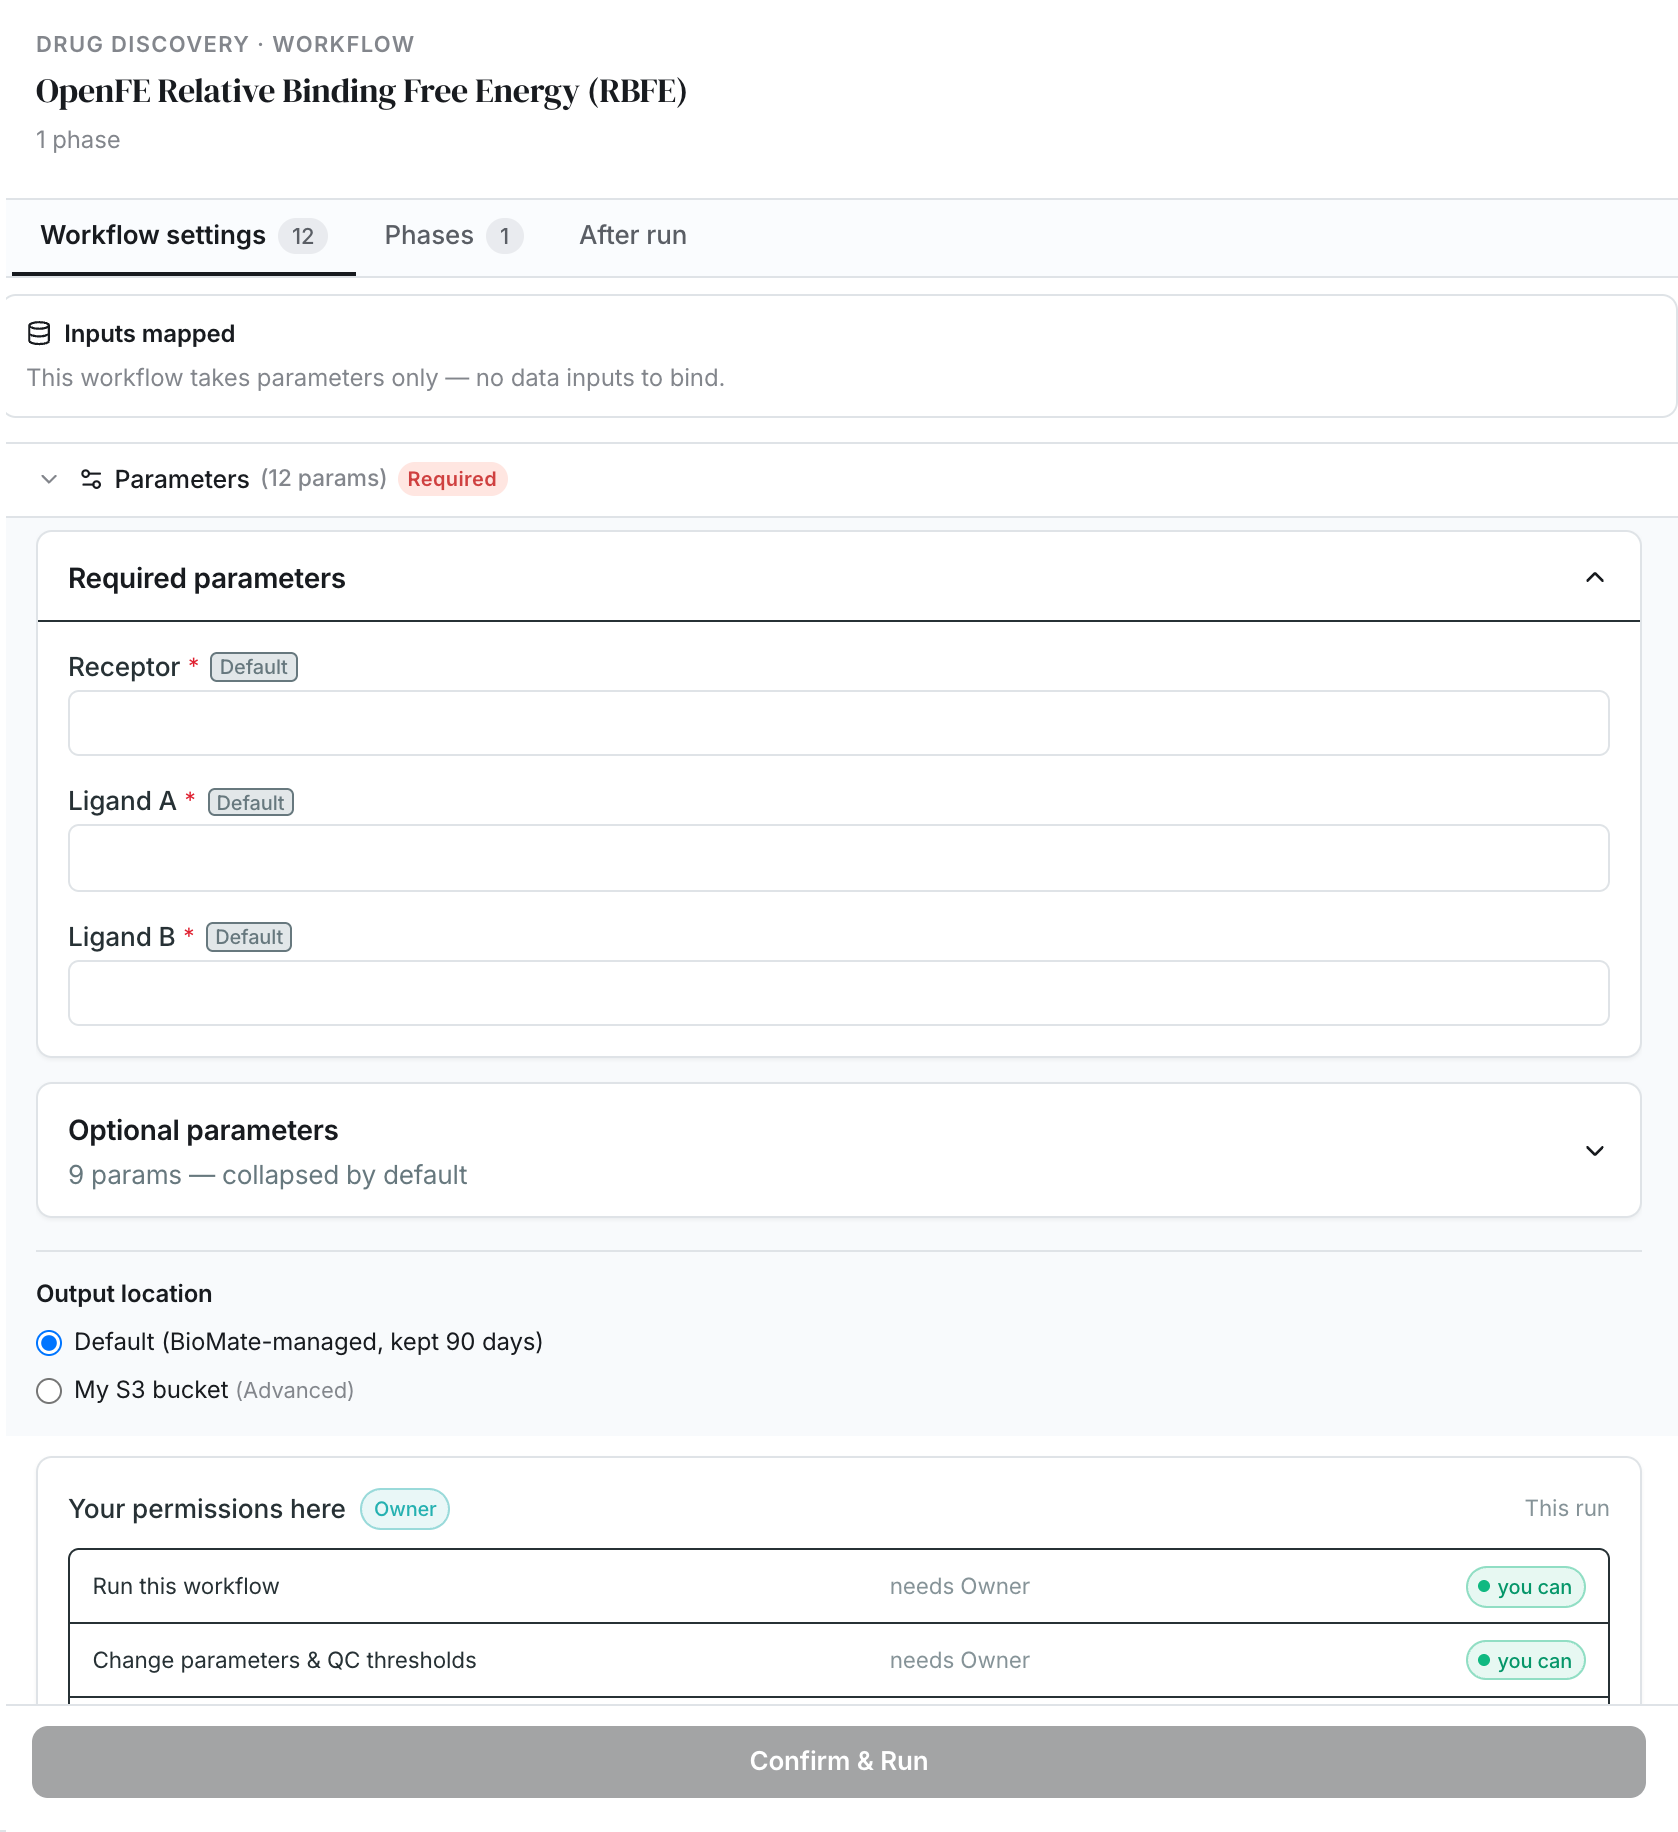 DRUG DISCOVERY · WORKFLOW
OpenFE Relative Binding Free Energy (RBFE)
1 phase
Workflow settings 12 Phases 1 After run
Inputs mapped
This workflow takes parameters only — no data inputs to bind.
Parameters (12 params) Required
Required parameters
Receptor * Default
Ligand A * Default
Ligand B * Default
Optional parameters
9 params — collapsed by default
Output location
Default (BioMate-managed, kept 90 days)
My S3 bucket (Advanced)
Your permissions here Owner This run
Run this workflow needs Owner you can
Change parameters & QC thresholds needs Owner you can
Confirm & Run